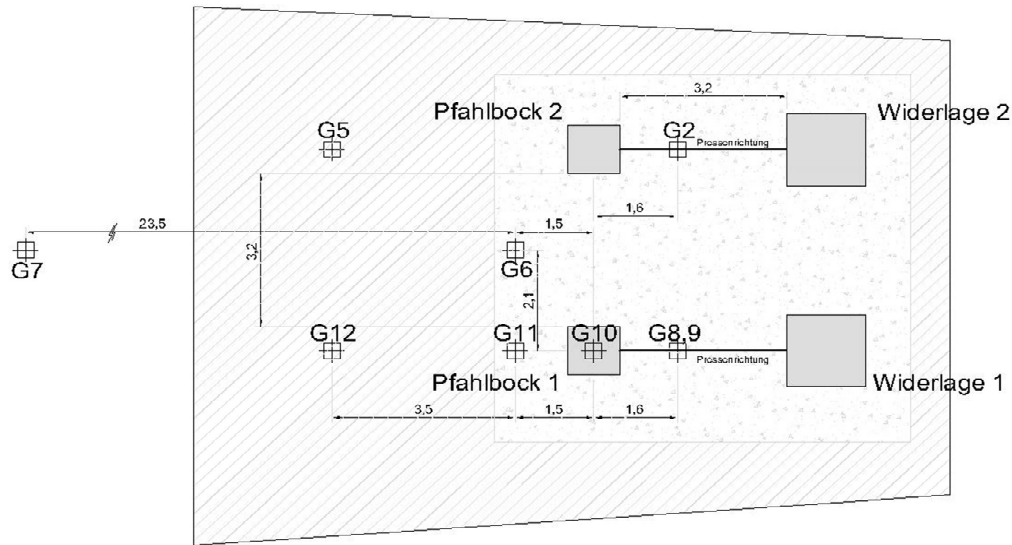 3,2
Pfahlbock 2
Widerlage 2
G5
G2
Pressenrichtung
1,6
23,5
1,5
3,2
G7
G6
2,1
G12
G11
G10
G8,9
Pressenrichtung
Pfahlbock 1
Widerlage 1
3,5
1,5
1,6